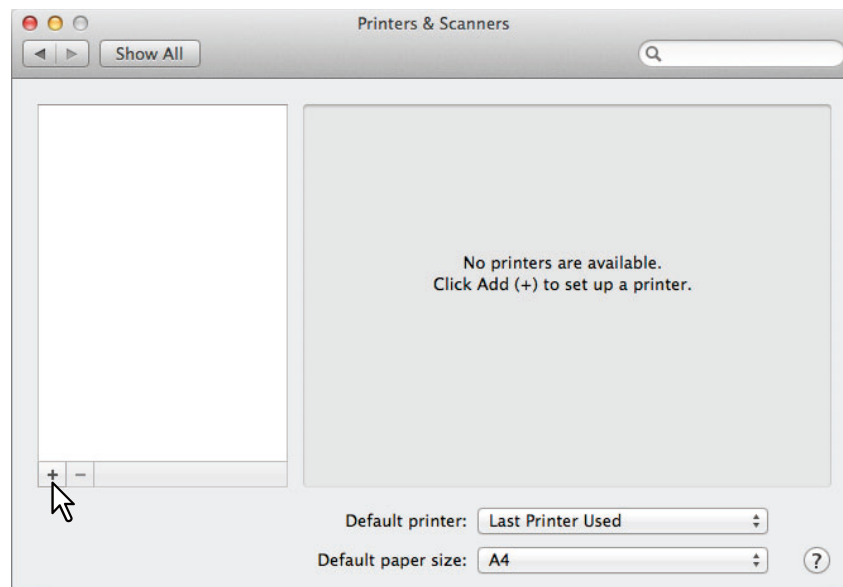 Printers & Scanners
Show All
No printers are available.
Click Add (+) to set up a printer.
+ −
Default printer: Last Printer Used
Default paper size: A4 ?